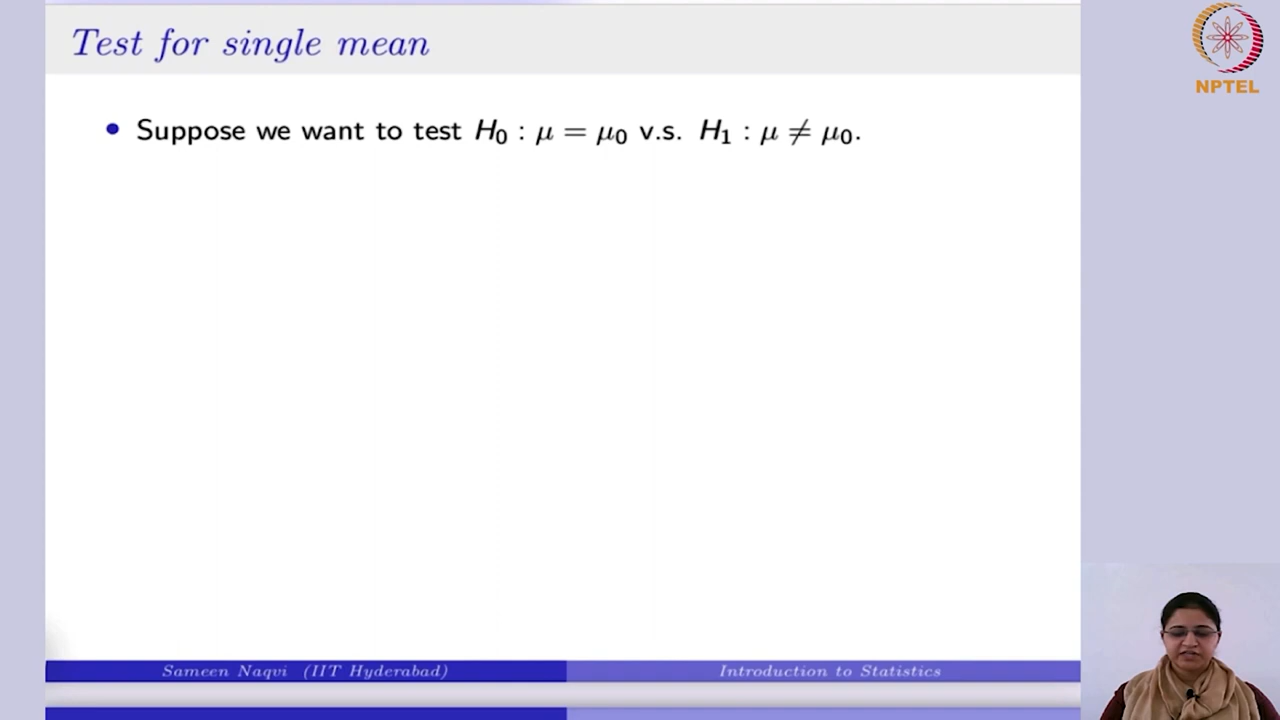 Test for single mean
NPTEL
• Suppose we want to test H₀ : μ = μ₀ v.s. H₁ : μ ≠ μ₀.
Sameen Naqvi (IIT Hyderabad)
Introduction to Statistics